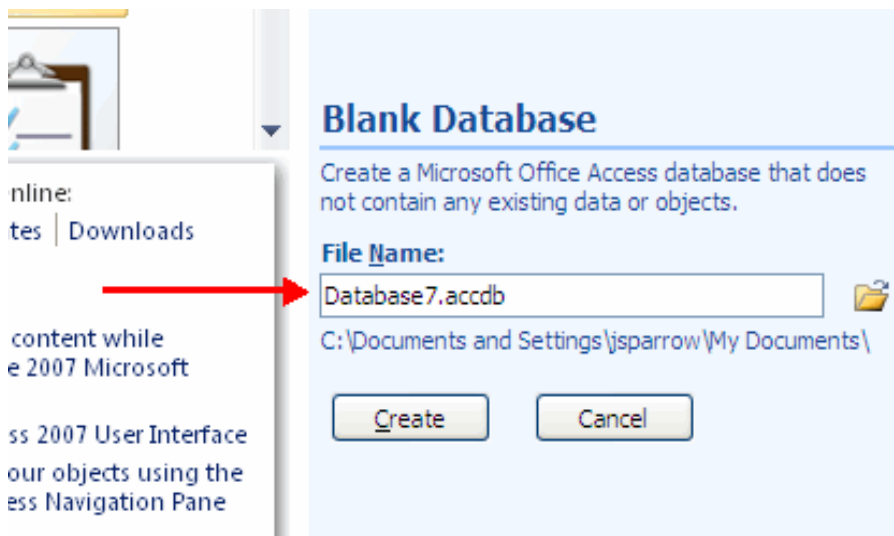 Blank Database
Create a Microsoft Office Access database that does
not contain any existing data or objects.
File Name:
Database7.accdb
C:\Documents and Settings\jsparrow\My Documents\
Create Cancel
nline:
tes | Downloads
content while
e 2007 Microsoft
ss 2007 User Interface
our objects using the
ess Navigation Pane